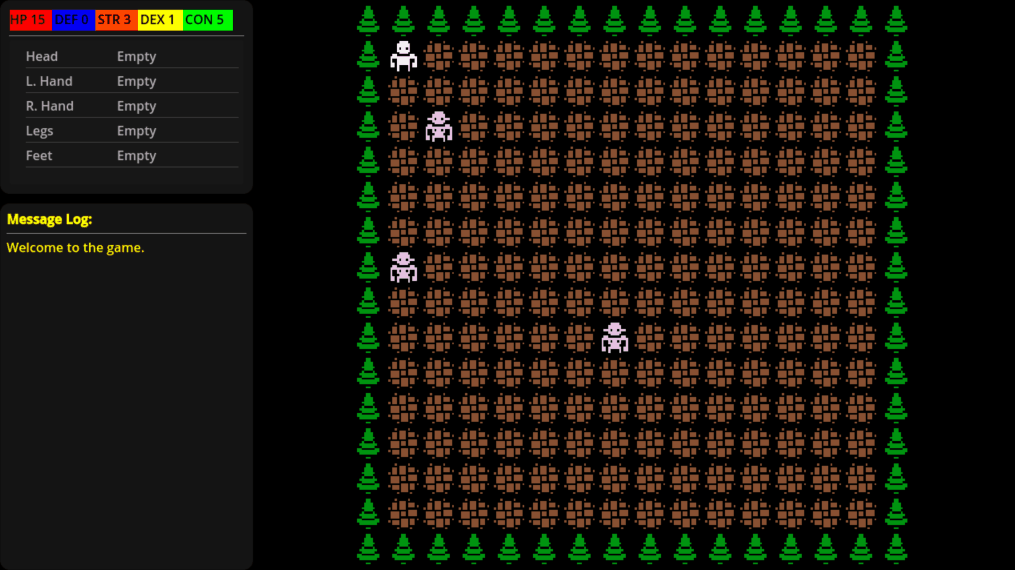 HP 15 DEF 0 STR 3 DEX 1 CON 5
Head Empty
L. Hand Empty
R. Hand Empty
Legs Empty
Feet Empty
Message Log:
Welcome to the game.